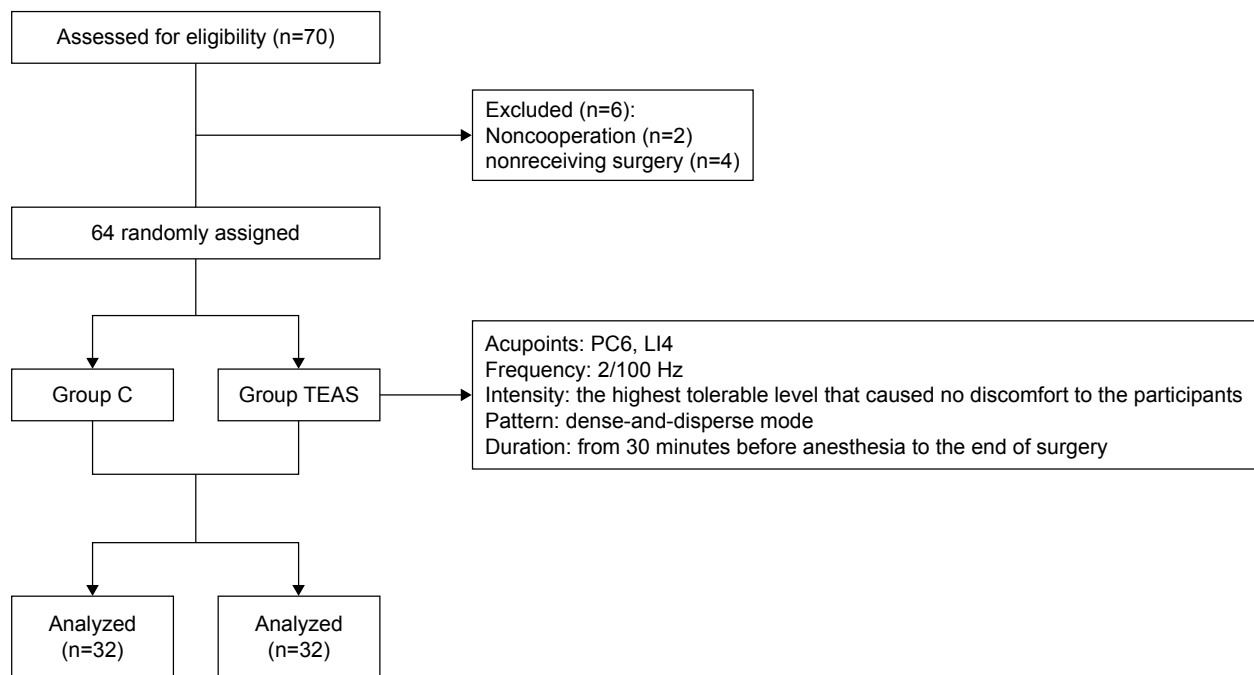 Assessed for eligibility (n=70)
Excluded (n=6):
Noncooperation (n=2)
nonreceiving surgery (n=4)
64 randomly assigned
Group C
Group TEAS
Acupoints: PC6, LI4
Frequency: 2/100 Hz
Intensity: the highest tolerable level that caused no discomfort to the participants
Pattern: dense-and-disperse mode
Duration: from 30 minutes before anesthesia to the end of surgery
Analyzed
(n=32)
Analyzed
(n=32)